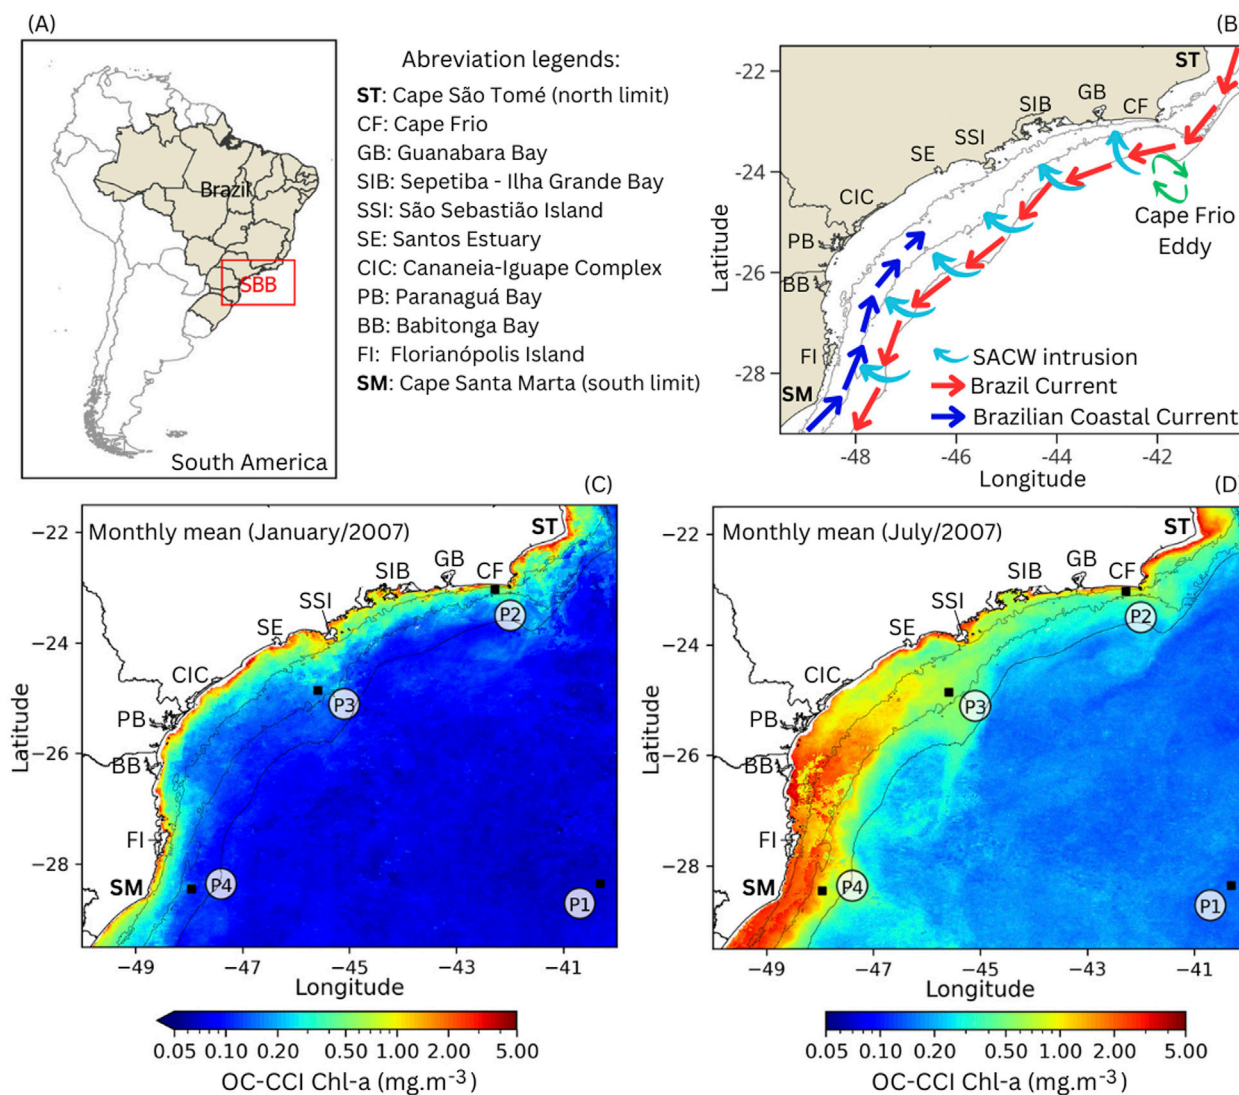 (A)
Brazil
SBB
South America
Abreviation legends:
ST: Cape São Tomé (north limit)
CF: Cape Frio
GB: Guanabara Bay
SIB: Sepetiba - Ilha Grande Bay
SSI: São Sebastião Island
SE: Santos Estuary
CIC: Cananeia-Iguape Complex
PB: Paranaguá Bay
BB: Babitonga Bay
FI: Florianópolis Island
SM: Cape Santa Marta (south limit)
(B
ST
GB
SIB
CF
SSI
SE
CIC
PB
BB
FI
SM
Cape Frio
Eddy
SACW intrusion
Brazil Current
Brazilian Coastal Current
-22
-24
-26
-28
Latitude
-48 -46 -44 -42
Longitude
(C)
Monthly mean (January/2007)
ST
GB
CF
SIB
SSI
SE
CIC
PB
BB
FI
SM
P2
P3
P4
P1
−22
−24
−26
−28
Latitude
−49 −47 −45 −43 −41
Longitude
0.05 0.10 0.20 0.50 1.00 2.00 5.00
OC-CCI Chl-a (mg.m-3)
(D)
Monthly mean (July/2007)
ST
GB
CF
SIB
SSI
SE
CIC
PB
BB
FI
SM
P2
P3
P4
P1
−22
−24
−26
−28
Latitude
−49 −47 −45 −43 −41
Longitude
0.05 0.10 0.20 0.50 1.00 2.00 5.00
OC-CCI Chl-a (mg.m-3)